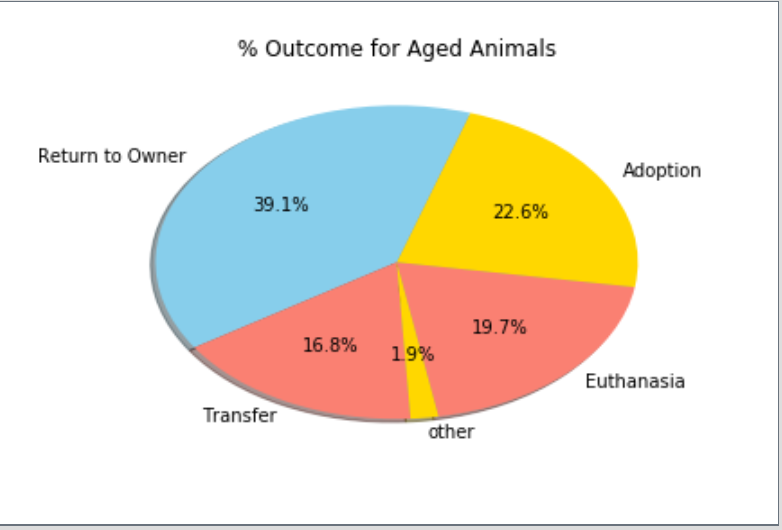 % Outcome for Aged Animals
Return to Owner
Adoption
39.1%
22.6%
19.7%
16.8%
1.9%
Euthanasia
Transfer
other